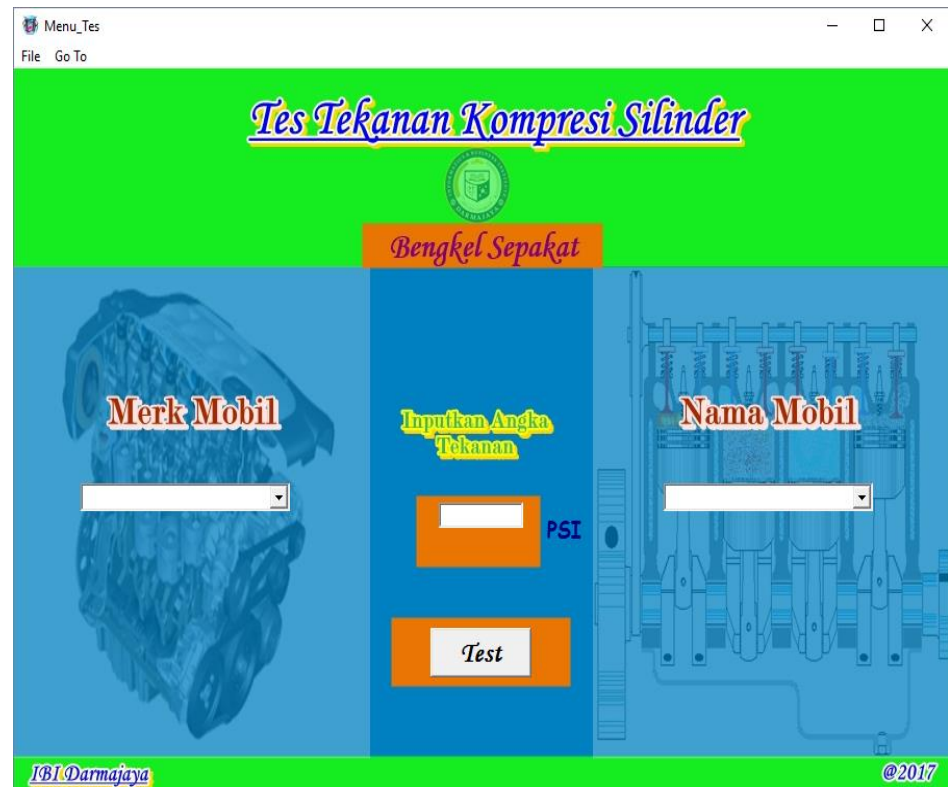 Menu_Tes
File Go To
Tes Tekanan Kompresi Silinder
DARMAJAYA
Bengkel Sepakat
Merk Mobil
Inputkan Angka
Tekanan
Nama Mobil
PSI
Test
IBI Darmajaya
@2017